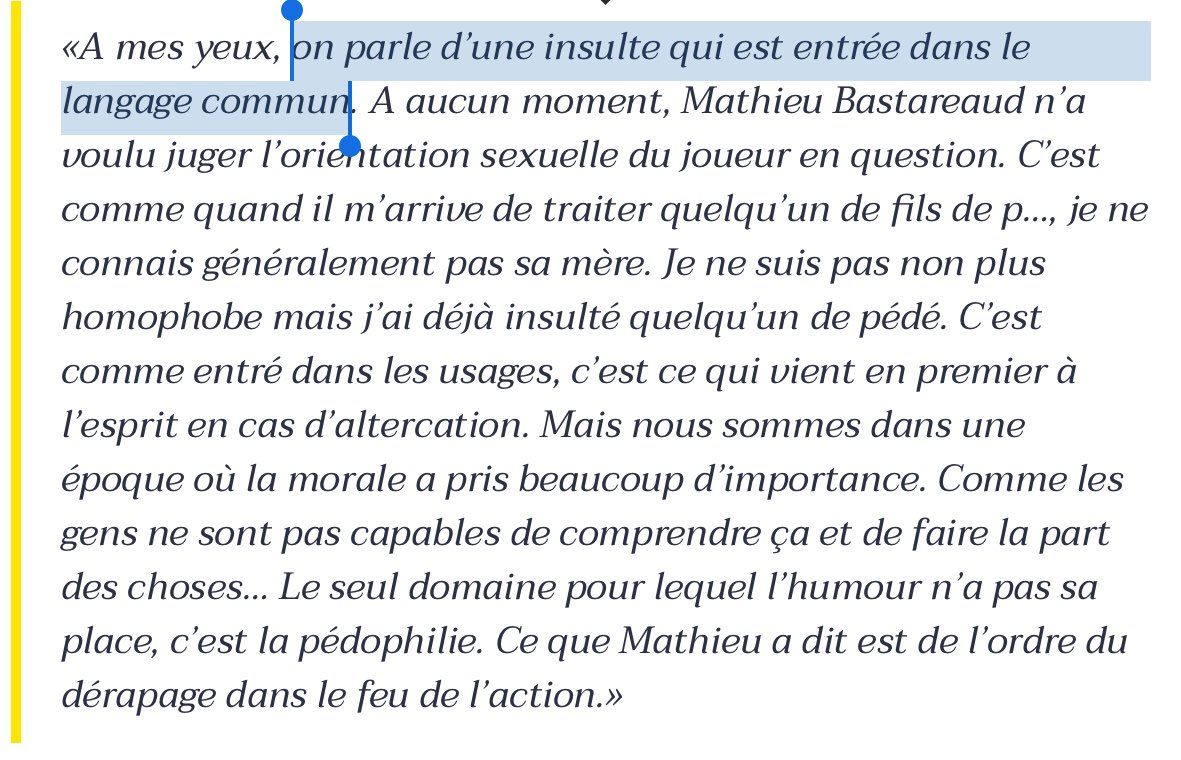 «A mes yeux, on parle d’une insulte qui est entrée dans le
langage commun. A aucun moment, Mathieu Bastareaud n’a
voulu juger l’orientation sexuelle du joueur en question. C’est
comme quand il m’arrive de traiter quelqu’un de fils de p..., je ne
connais généralement pas sa mère. Je ne suis pas non plus
homophobe mais j’ai déjà insulté quelqu’un de pédé. C’est
comme entré dans les usages, c’est ce qui vient en premier à
l’esprit en cas d’altercation. Mais nous sommes dans une
époque où la morale a pris beaucoup d’importance. Comme les
gens ne sont pas capables de comprendre ça et de faire la part
des choses... Le seul domaine pour lequel l’humour n’a pas sa
place, c’est la pédophilie. Ce que Mathieu a dit est de l’ordre du
dérapage dans le feu de l’action.»